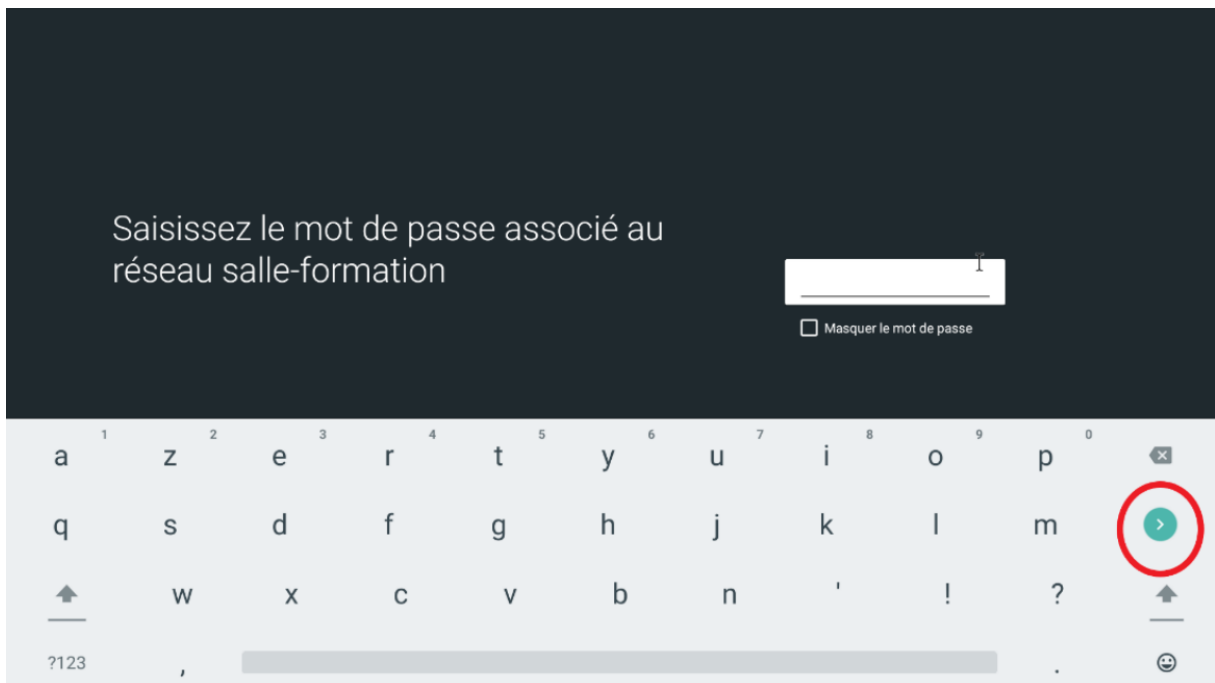 Saisissez le mot de passe associé au
réseau salle-formation
Masquer le mot de passe
a 1 z 2 e 3 r 4 t 5 y 6 u 7 i 8 o 9 p 0
q s d f g h j k l m
w x c v b n ' ! ?
?123 , .